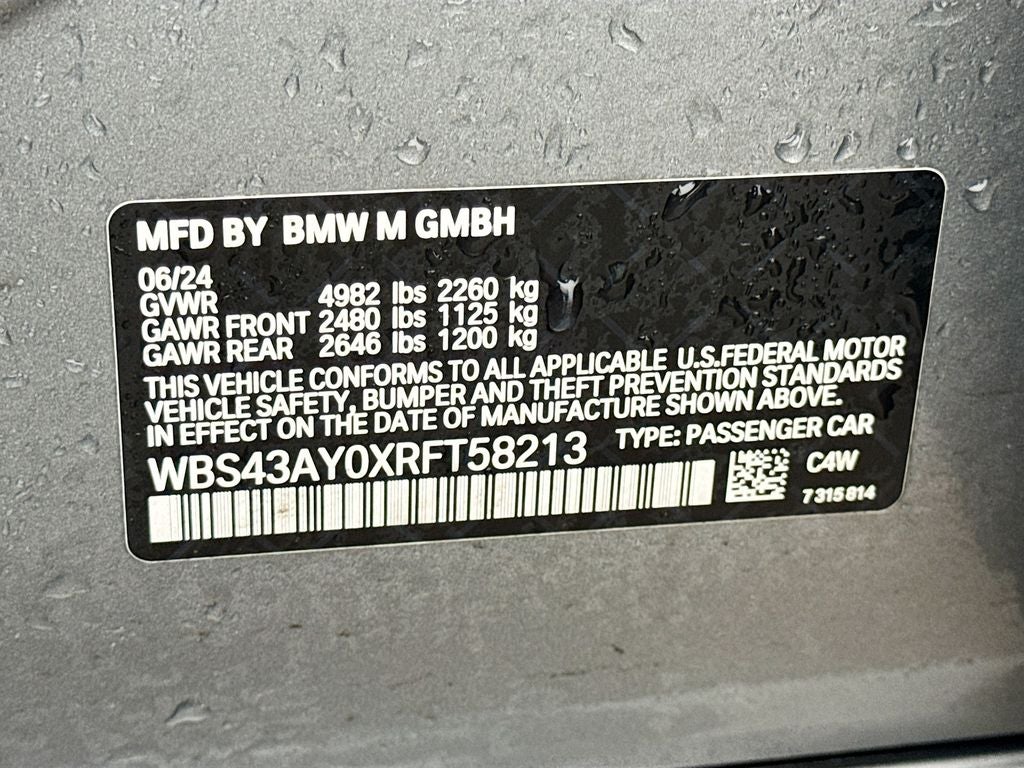 MFD BY BMW M GMBH
06/24
GVWR 4982 lbs 2260 kg
GAWR FRONT 2480 lbs 1125 kg
GAWR REAR 2646 lbs 1200 kg
THIS VEHICLE CONFORMS TO ALL APPLICABLE U.S.FEDERAL MOTOR
VEHICLE SAFETY, BUMPER AND THEFT PREVENTION STANDARDS
IN EFFECT ON THE DATE OF MANUFACTURE SHOWN ABOVE.
WBS43AY0XRFT58213 TYPE: PASSENGER CAR
C4W
7315814